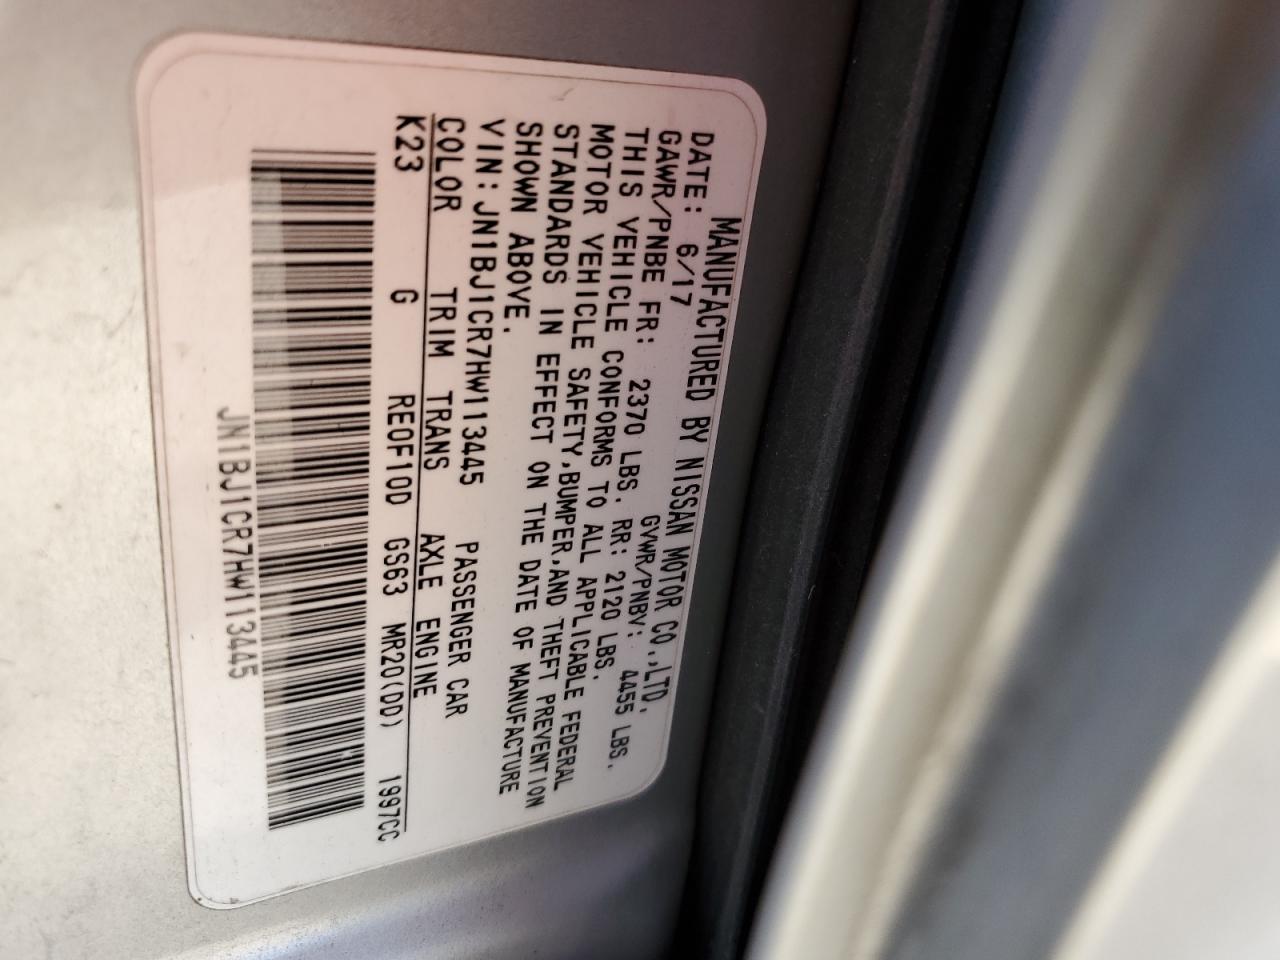 MANUFACTURED BY NISSAN MOTOR CO.,LTD.
DATE: 6/17 GVWR/PNBV: 4455 LBS.
GAWR/PNBE FR: 2370 LBS. RR: 2120 LBS.
THIS VEHICLE CONFORMS TO ALL APPLICABLE FEDERAL
MOTOR VEHICLE SAFETY,BUMPER,AND THEFT PREVENTION
STANDARDS IN EFFECT ON THE DATE OF MANUFACTURE
SHOWN ABOVE.
VIN: JN1BJ1CR7HW113445 PASSENGER CAR
COLOR TRIM TRANS AXLE ENGINE
K23 G RE0F10D GS63 MR20(DD) 1997CC
JN1BJ1CR7HW113445